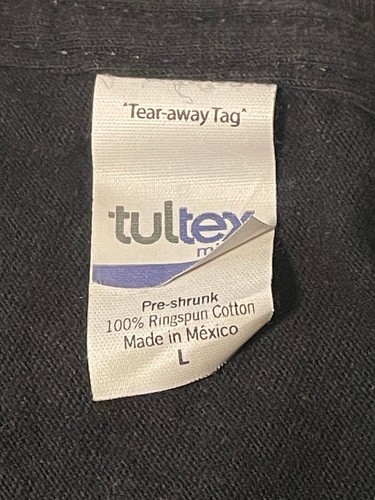 "Tear-away Tag"
tultex
Pre-shrunk
100% Ringspun Cotton
Made in México
L